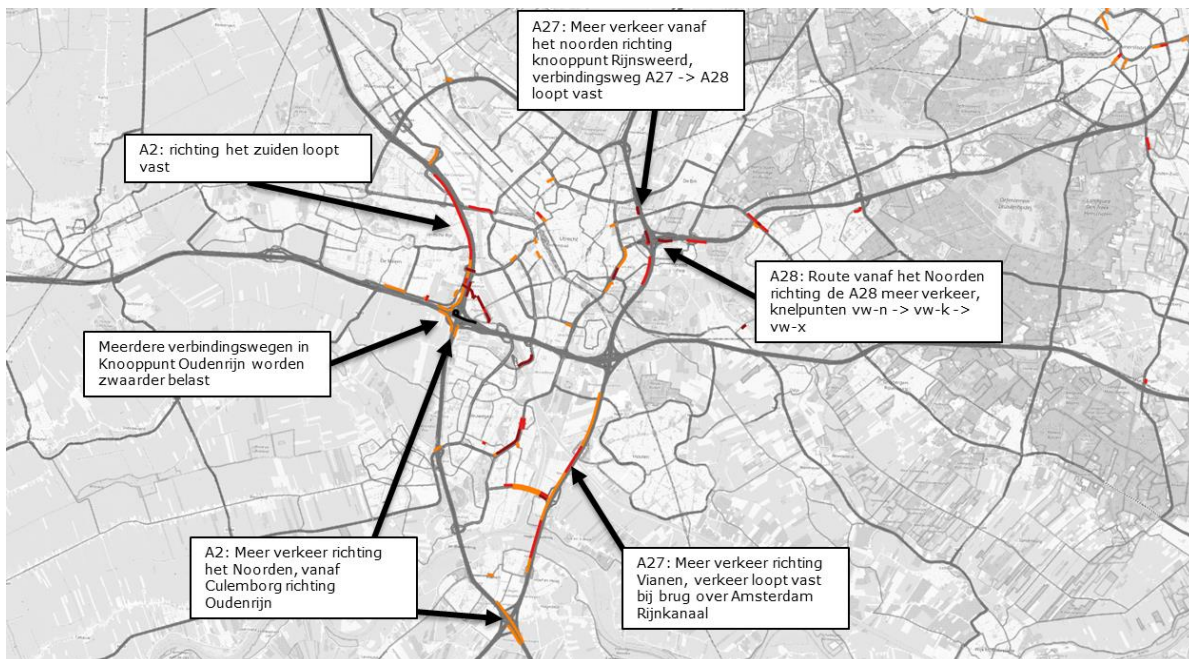 A27: Meer verkeer vanaf
het noorden richting
knooppunt Rijnsweerd,
verbindingsweg A27 -> A28
loopt vast
A2: richting het zuiden loopt
vast
A28: Route vanaf het Noorden
richting de A28 meer verkeer,
knelpunten vw-n -> vw-k ->
vw-x
Meerdere verbindingswegen in
Knooppunt Oudenrijn worden
zwaarder belast
A2: Meer verkeer richting
het Noorden, vanaf
Culemborg richting
Oudenrijn
A27: Meer verkeer richting
Vianen, verkeer loopt vast
bij brug over Amsterdam
Rijnkanaal
Utrecht
De Meern